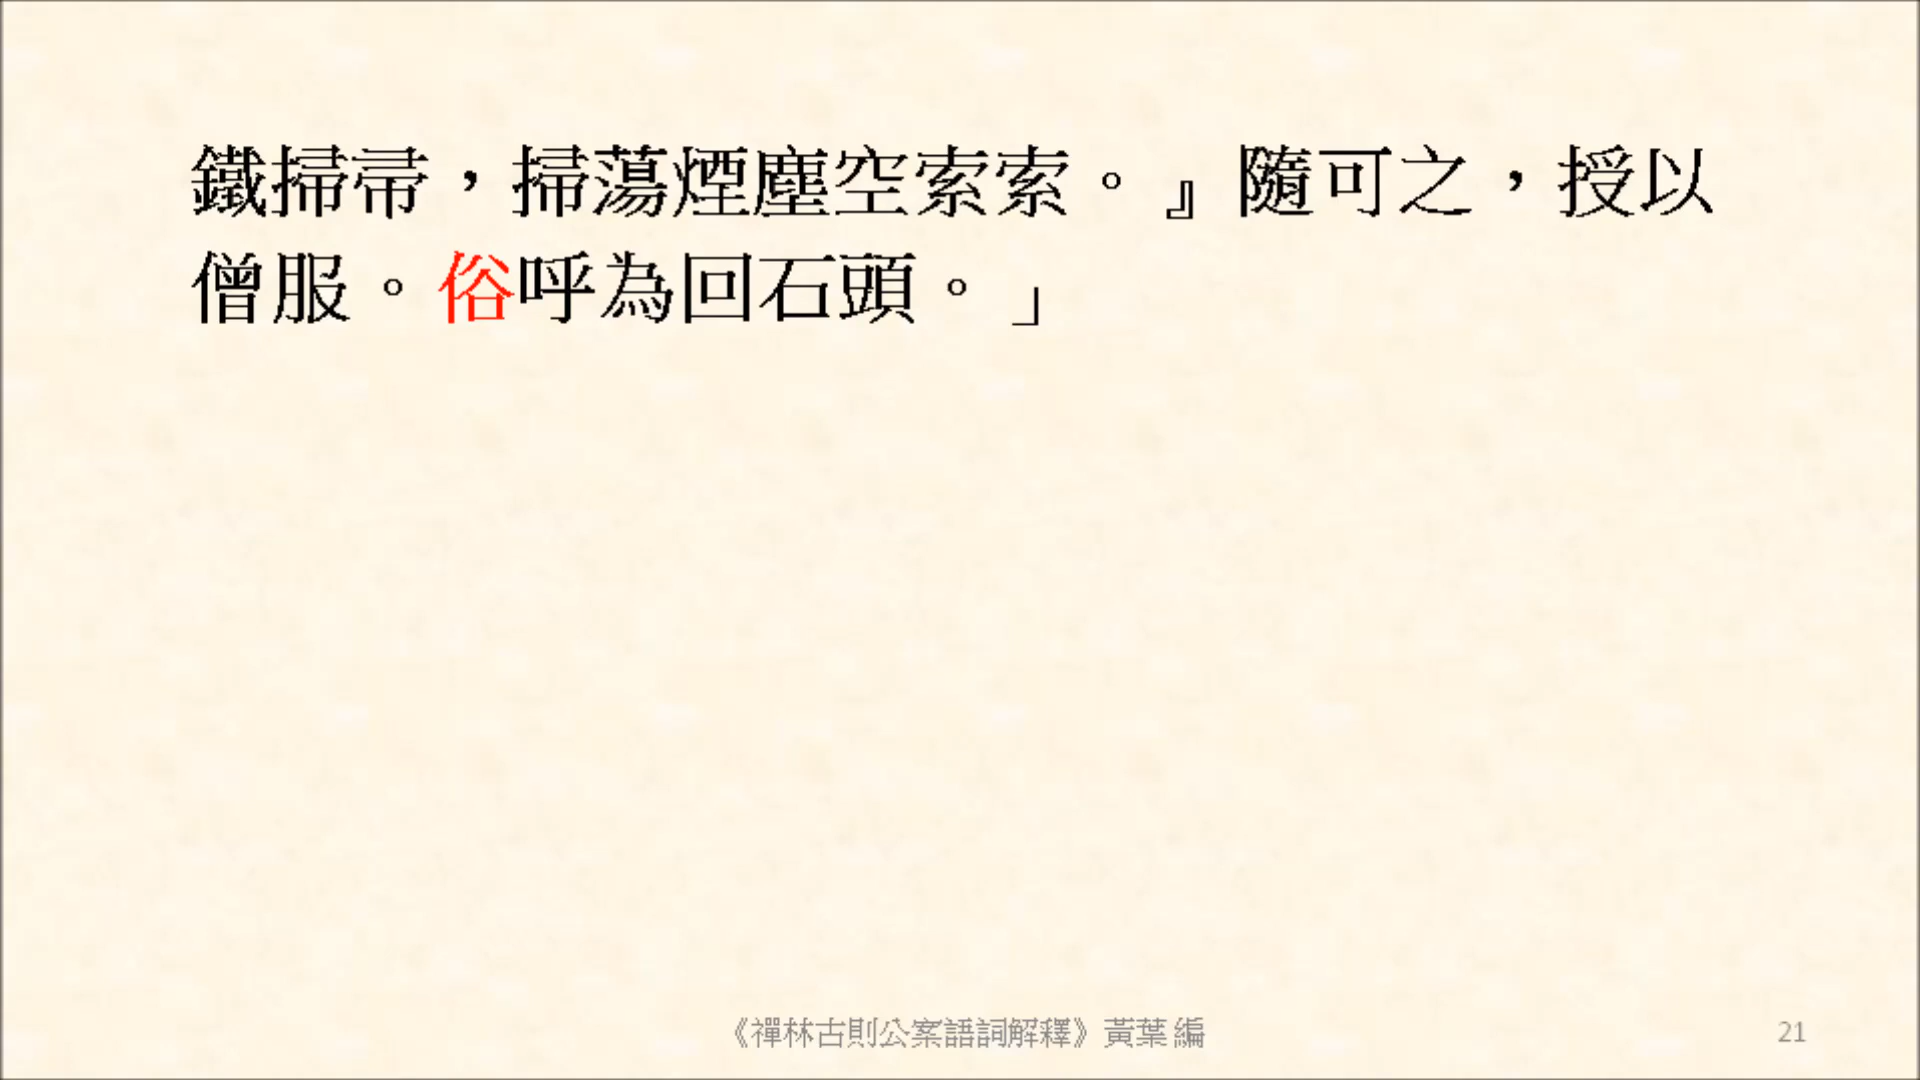 鐵掃帚，掃蕩煙塵空索索。』隨可之，授以
僧服。俗呼為回石頭。」
《禪林古則公案語詞解釋》黃葉 編
21